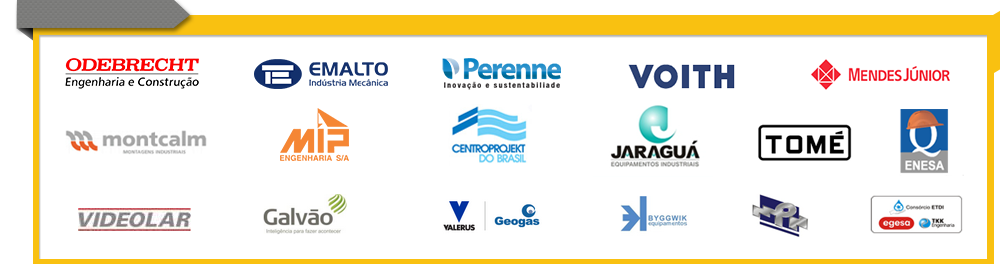 ODEBRECHT
Engenharia e Construção
EMALTO
Indústria Mecânica
Perenne
Inovação e sustentabiliade
VOITH
MENDES JÚNIOR
montcalm
MONTAGENS INDUSTRIAIS
MIP
ENGENHARIA S/A
CENTROPROJEKT
DO BRASIL
JARAGUÁ
EQUIPAMENTOS INDUSTRIAIS
TOMÉ
ENESA
VIDEOLAR
Galvão
Inteligência para fazer acontecer
VALERUS
Geogas
BYGGWIK
equipamentos
Consórcio ETDI
egesa
TKK
Engenharia